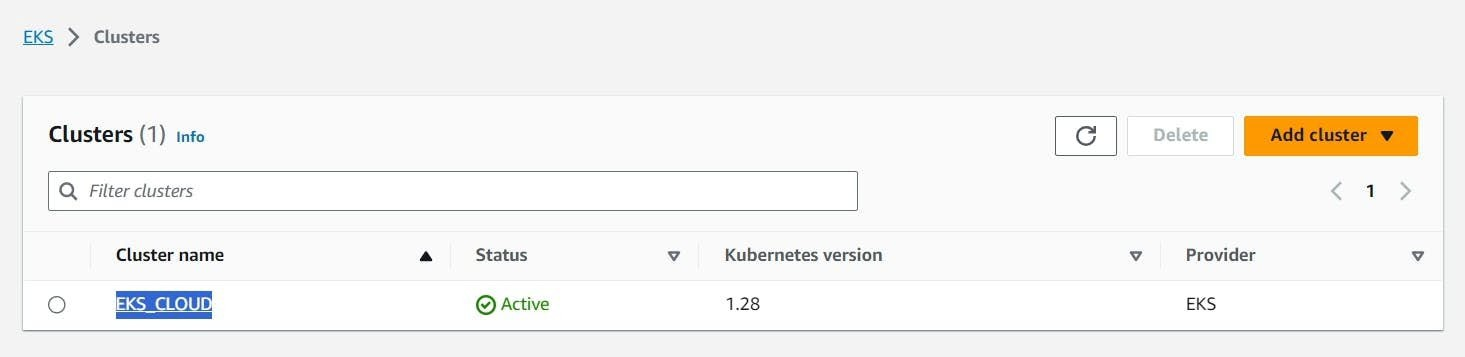 EKS Clusters
Clusters (1) Info
Delete
Add cluster
Filter clusters
1
Cluster name Status Kubernetes version Provider
EKS_CLOUD Active 1.28 EKS